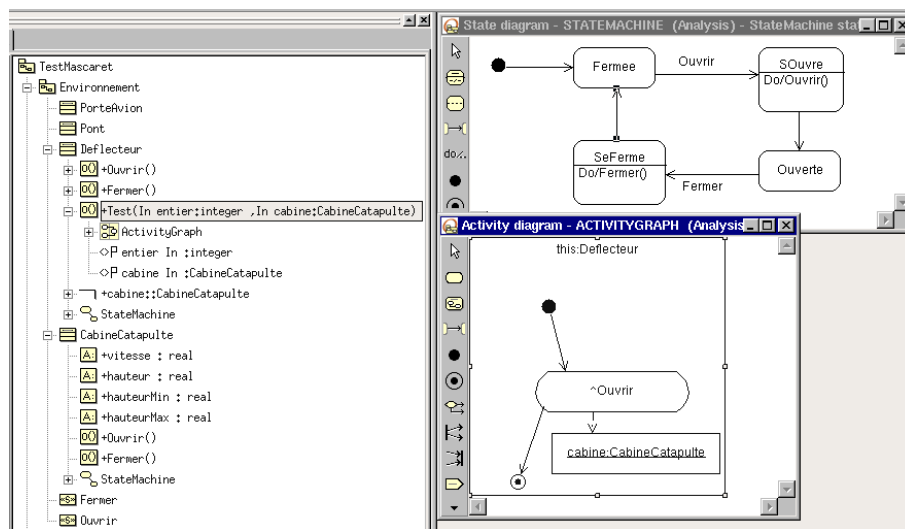 TestMascaret
Environnement
PorteAvion
Pont
Deflecteur
+Ouvrir()
+Fermer()
+Test(In entier:integer ,In cabine:CabineCatapulte)
ActivityGraph
P entier In :integer
P cabine In :CabineCatapulte
+cabine::CabineCatapulte
StateMachine
CabineCatapulte
A: +vitesse : real
A: +hauteur : real
A: +hauteurMin : real
A: +hauteurMax : real
+Ouvrir()
+Fermer()
StateMachine
«S» Fermer
«S» Ouvrir
State diagram - STATEMACHINE (Analysis) - StateMachine stat
Fermee
Ouvrir
SOuvre
Do/Ouvrir()
SeFerme
Do/Fermer()
Fermer
Ouverte
Activity diagram - ACTIVITYGRAPH (Analysis
this:Deflecteur
^Ouvrir
cabine:CabineCatapulte